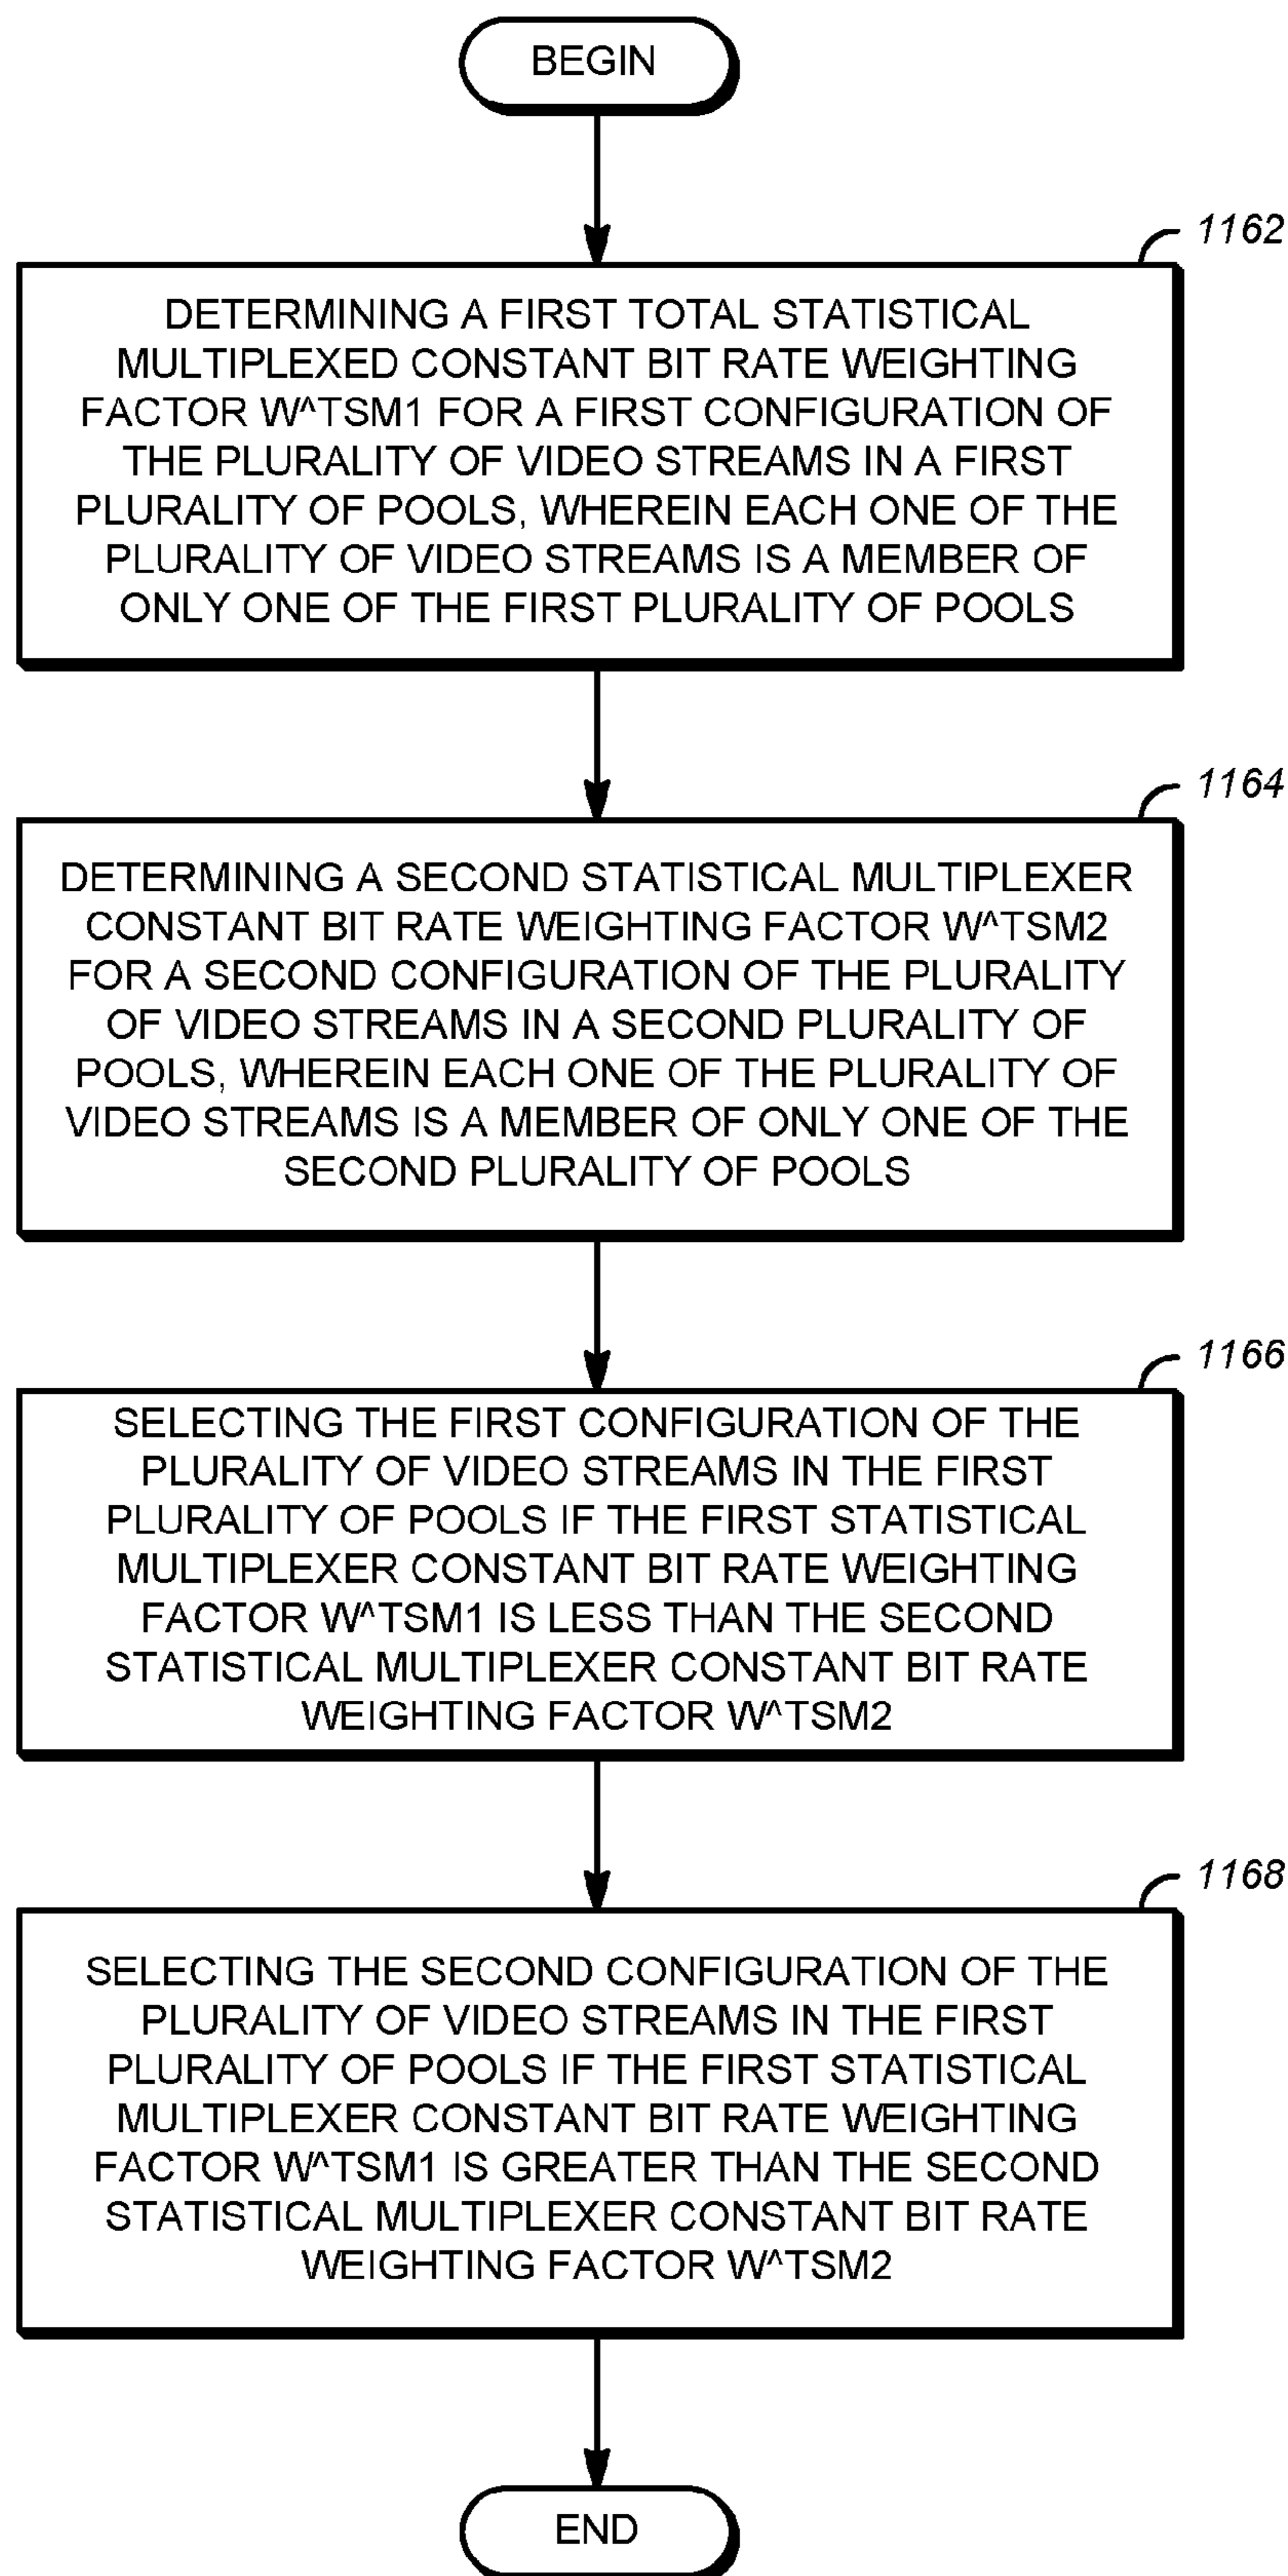 BEGIN
1162
DETERMINING A FIRST TOTAL STATISTICAL
MULTIPLEXED CONSTANT BIT RATE WEIGHTING
FACTOR W^TSM1 FOR A FIRST CONFIGURATION OF
THE PLURALITY OF VIDEO STREAMS IN A FIRST
PLURALITY OF POOLS, WHEREIN EACH ONE OF THE
PLURALITY OF VIDEO STREAMS IS A MEMBER OF
ONLY ONE OF THE FIRST PLURALITY OF POOLS
1164
DETERMINING A SECOND STATISTICAL MULTIPLEXER
CONSTANT BIT RATE WEIGHTING FACTOR W^TSM2
FOR A SECOND CONFIGURATION OF THE PLURALITY
OF VIDEO STREAMS IN A SECOND PLURALITY OF
POOLS, WHEREIN EACH ONE OF THE PLURALITY OF
VIDEO STREAMS IS A MEMBER OF ONLY ONE OF THE
SECOND PLURALITY OF POOLS
1166
SELECTING THE FIRST CONFIGURATION OF THE
PLURALITY OF VIDEO STREAMS IN THE FIRST
PLURALITY OF POOLS IF THE FIRST STATISTICAL
MULTIPLEXER CONSTANT BIT RATE WEIGHTING
FACTOR W^TSM1 IS LESS THAN THE SECOND
STATISTICAL MULTIPLEXER CONSTANT BIT RATE
WEIGHTING FACTOR W^TSM2
1168
SELECTING THE SECOND CONFIGURATION OF THE
PLURALITY OF VIDEO STREAMS IN THE FIRST
PLURALITY OF POOLS IF THE FIRST STATISTICAL
MULTIPLEXER CONSTANT BIT RATE WEIGHTING
FACTOR W^TSM1 IS GREATER THAN THE SECOND
STATISTICAL MULTIPLEXER CONSTANT BIT RATE
WEIGHTING FACTOR W^TSM2
END